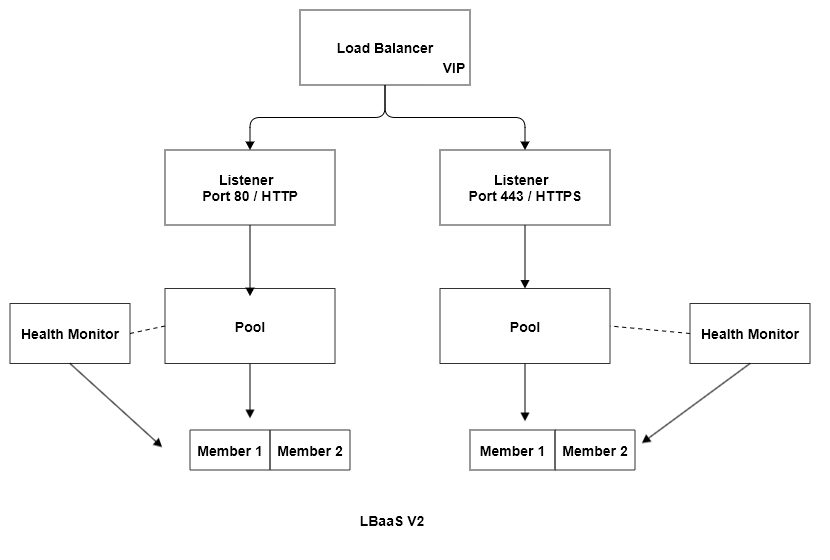 Load Balancer
VIP
Listener
Port 80 / HTTP
Listener
Port 443 / HTTPS
Health Monitor
Pool
Pool
Health Monitor
Member 1
Member 2
Member 1
Member 2
LBaaS V2